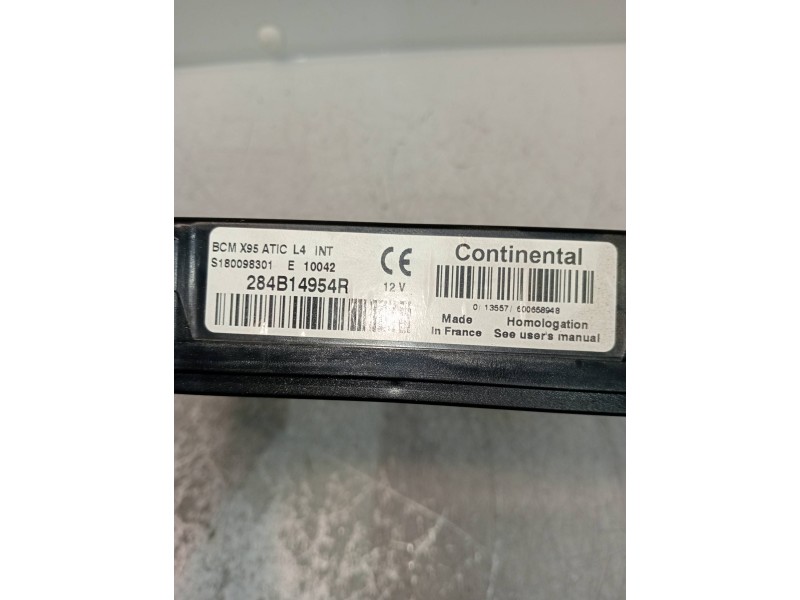 BCM X95 ATIC L4 INT
S180098301 E 10042
284B14954R
CE
12 V
Continental
0/13557/600658948
Made
In France
Homologation
See user's manual